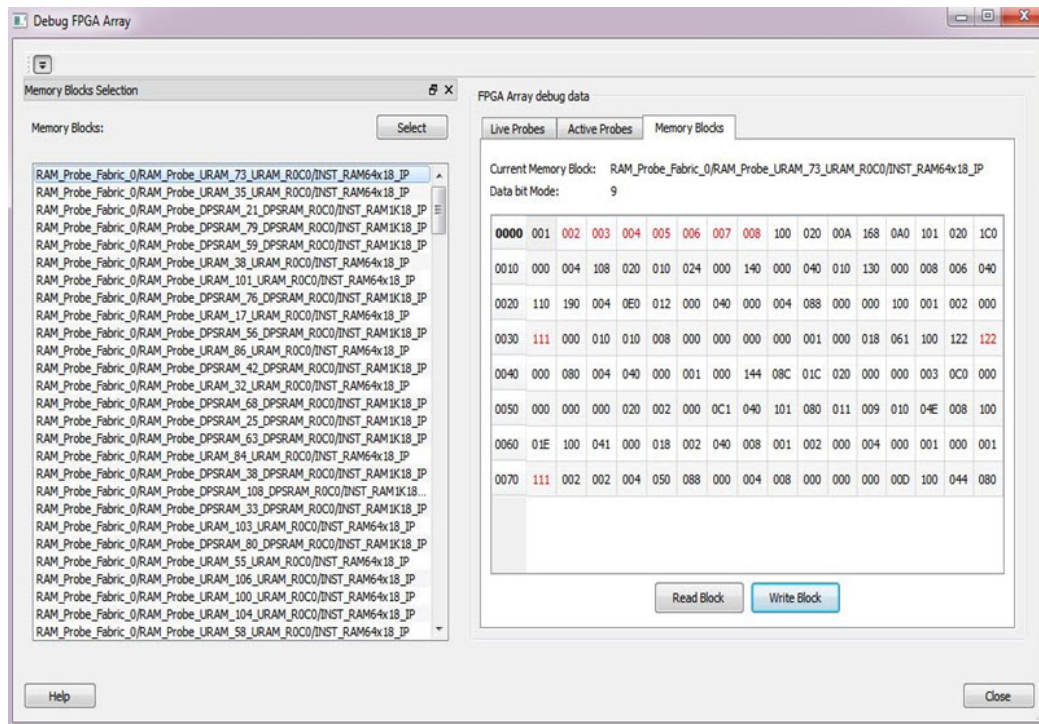 Debug FPGA Array
Memory Blocks Selection
Memory Blocks:
Select
RAM_Probe_Fabric_0/RAM_Probe_URAM_73_URAM_R0C0/INST_RAM64x18_IP
RAM_Probe_Fabric_0/RAM_Probe_URAM_35_URAM_R0C0/INST_RAM64x18_IP
RAM_Probe_Fabric_0/RAM_Probe_DPSRAM_21_DPSRAM_R0C0/INST_RAM1K18_IP
RAM_Probe_Fabric_0/RAM_Probe_DPSRAM_79_DPSRAM_R0C0/INST_RAM1K18_IP
RAM_Probe_Fabric_0/RAM_Probe_DPSRAM_59_DPSRAM_R0C0/INST_RAM1K18_IP
RAM_Probe_Fabric_0/RAM_Probe_URAM_38_URAM_R0C0/INST_RAM64x18_IP
RAM_Probe_Fabric_0/RAM_Probe_URAM_101_URAM_R0C0/INST_RAM64x18_IP
RAM_Probe_Fabric_0/RAM_Probe_DPSRAM_76_DPSRAM_R0C0/INST_RAM1K18_IP
RAM_Probe_Fabric_0/RAM_Probe_URAM_17_URAM_R0C0/INST_RAM64x18_IP
RAM_Probe_Fabric_0/RAM_Probe_DPSRAM_56_DPSRAM_R0C0/INST_RAM1K18_IP
RAM_Probe_Fabric_0/RAM_Probe_URAM_86_URAM_R0C0/INST_RAM64x18_IP
RAM_Probe_Fabric_0/RAM_Probe_DPSRAM_42_DPSRAM_R0C0/INST_RAM1K18_IP
RAM_Probe_Fabric_0/RAM_Probe_URAM_32_URAM_R0C0/INST_RAM64x18_IP
RAM_Probe_Fabric_0/RAM_Probe_DPSRAM_68_DPSRAM_R0C0/INST_RAM1K18_IP
RAM_Probe_Fabric_0/RAM_Probe_DPSRAM_25_DPSRAM_R0C0/INST_RAM1K18_IP
RAM_Probe_Fabric_0/RAM_Probe_DPSRAM_63_DPSRAM_R0C0/INST_RAM1K18_IP
RAM_Probe_Fabric_0/RAM_Probe_URAM_84_URAM_R0C0/INST_RAM64x18_IP
RAM_Probe_Fabric_0/RAM_Probe_DPSRAM_38_DPSRAM_R0C0/INST_RAM1K18_IP
RAM_Probe_Fabric_0/RAM_Probe_DPSRAM_108_DPSRAM_R0C0/INST_RAM1K18...
RAM_Probe_Fabric_0/RAM_Probe_DPSRAM_33_DPSRAM_R0C0/INST_RAM1K18_IP
RAM_Probe_Fabric_0/RAM_Probe_URAM_103_URAM_R0C0/INST_RAM64x18_IP
RAM_Probe_Fabric_0/RAM_Probe_DPSRAM_80_DPSRAM_R0C0/INST_RAM1K18_IP
RAM_Probe_Fabric_0/RAM_Probe_URAM_55_URAM_R0C0/INST_RAM64x18_IP
RAM_Probe_Fabric_0/RAM_Probe_URAM_106_URAM_R0C0/INST_RAM64x18_IP
RAM_Probe_Fabric_0/RAM_Probe_URAM_100_URAM_R0C0/INST_RAM64x18_IP
RAM_Probe_Fabric_0/RAM_Probe_URAM_104_URAM_R0C0/INST_RAM64x18_IP
RAM_Probe_Fabric_0/RAM_Probe_URAM_58_URAM_R0C0/INST_RAM64x18_IP
FPGA Array debug data
Live Probes Active Probes Memory Blocks
Current Memory Block: RAM_Probe_Fabric_0/RAM_Probe_URAM_73_URAM_R0C0/INST_RAM64x18_IP
Data bit Mode: 9
0000 001 002 003 004 005 006 007 008 100 020 00A 168 0A0 101 020 1C0
0010 000 004 108 020 010 024 000 140 000 040 010 130 000 008 006 040
0020 110 190 004 0E0 012 000 040 000 004 088 000 000 100 001 002 000
0030 111 000 010 010 008 000 000 000 000 001 000 018 061 100 122 122
0040 000 080 004 040 000 001 000 144 08C 01C 020 000 000 003 0C0 000
0050 000 000 000 020 002 000 0C1 040 101 080 011 009 010 04E 008 100
0060 01E 100 041 000 018 002 040 008 001 002 000 004 000 001 000 001
0070 111 002 002 004 050 088 000 004 008 000 000 000 00D 100 044 080
Read Block Write Block
Help
Close